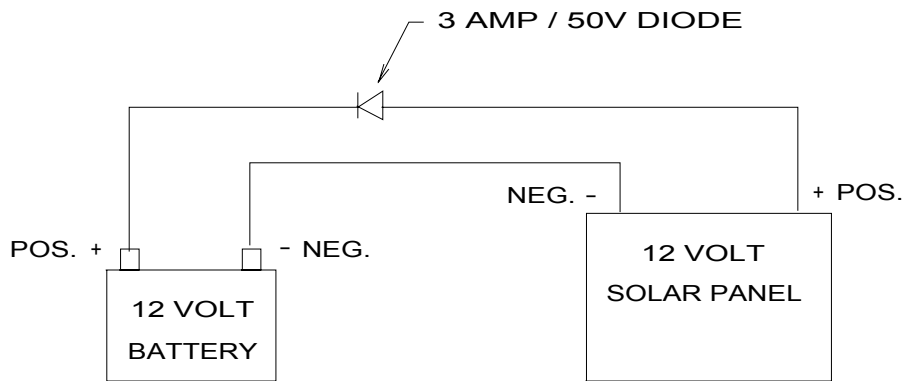 3 AMP / 50V DIODE
NEG. -
+ POS.
POS. +
- NEG.
12 VOLT
SOLAR PANEL
12 VOLT
BATTERY